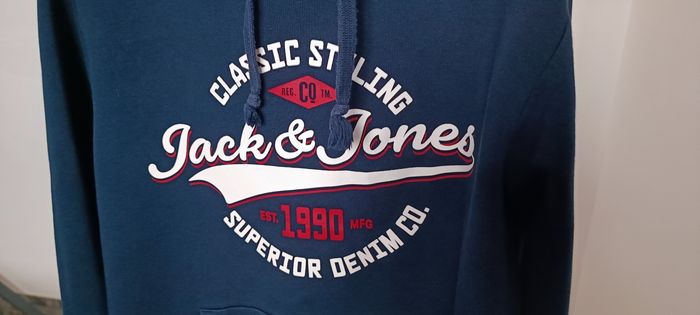 CLASSIC STYLING
REG. CO TM.
Jack & Jones
EST. 1990 MFG
SUPERIOR DENIM CO.